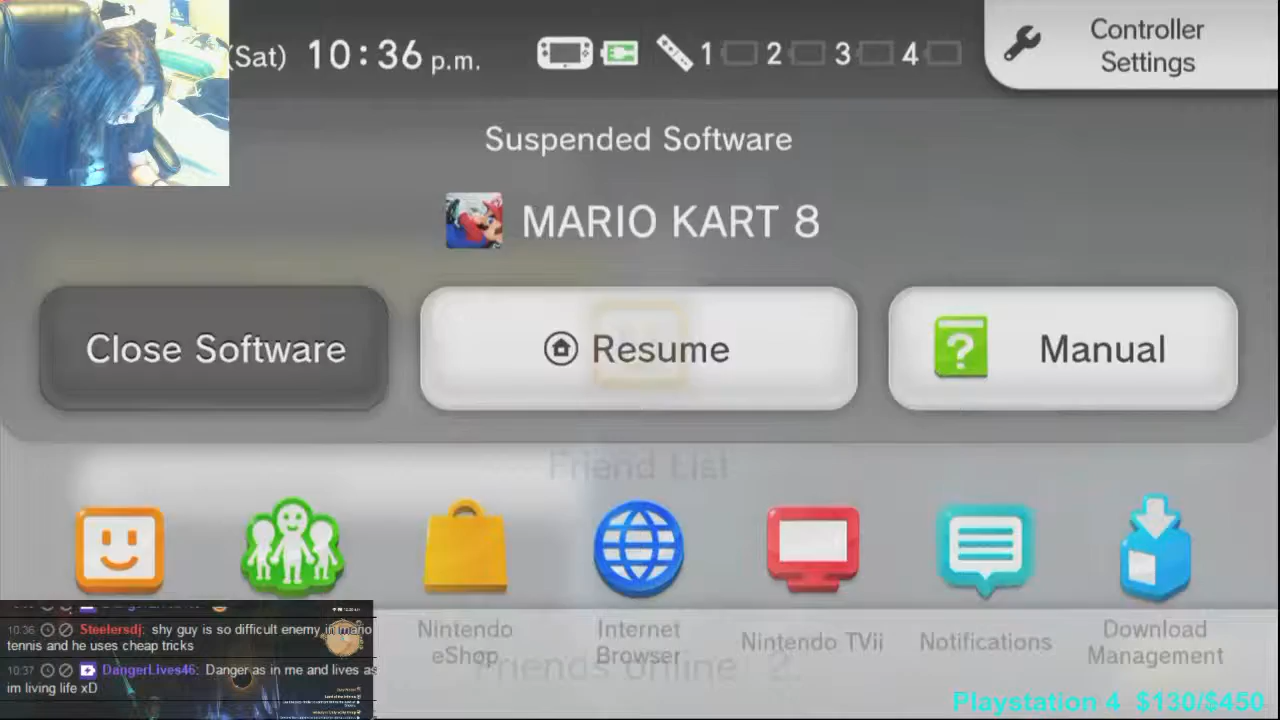 (Sat) 10:36 p.m.
1 2 3 4
Controller
Settings
Suspended Software
MARIO KART 8
Close Software
Resume
?
Manual
Friend List
Nintendo
eShop
Internet
Browser
Nintendo TVii
Notifications
Download
Management
Friends online
10:36 Steelersdj: shy guy is so difficult enemy in mario
tennis and he uses cheap tricks
10:37 DangerLives46: Danger as in me and lives as
im living life xD
Playstation 4 $130/$450